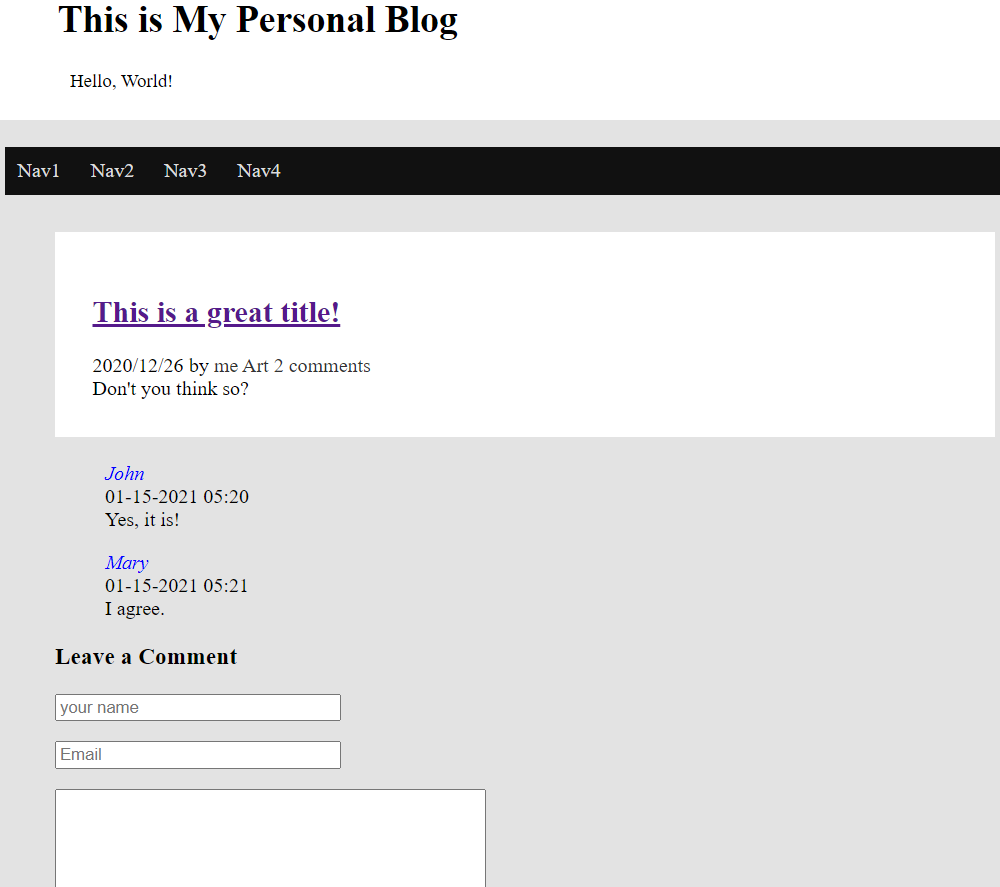 This is My Personal Blog
Hello, World!
Nav1 Nav2 Nav3 Nav4
This is a great title!
2020/12/26 by me Art 2 comments
Don't you think so?
John
01-15-2021 05:20
Yes, it is!
Mary
01-15-2021 05:21
I agree.
Leave a Comment
your name
Email